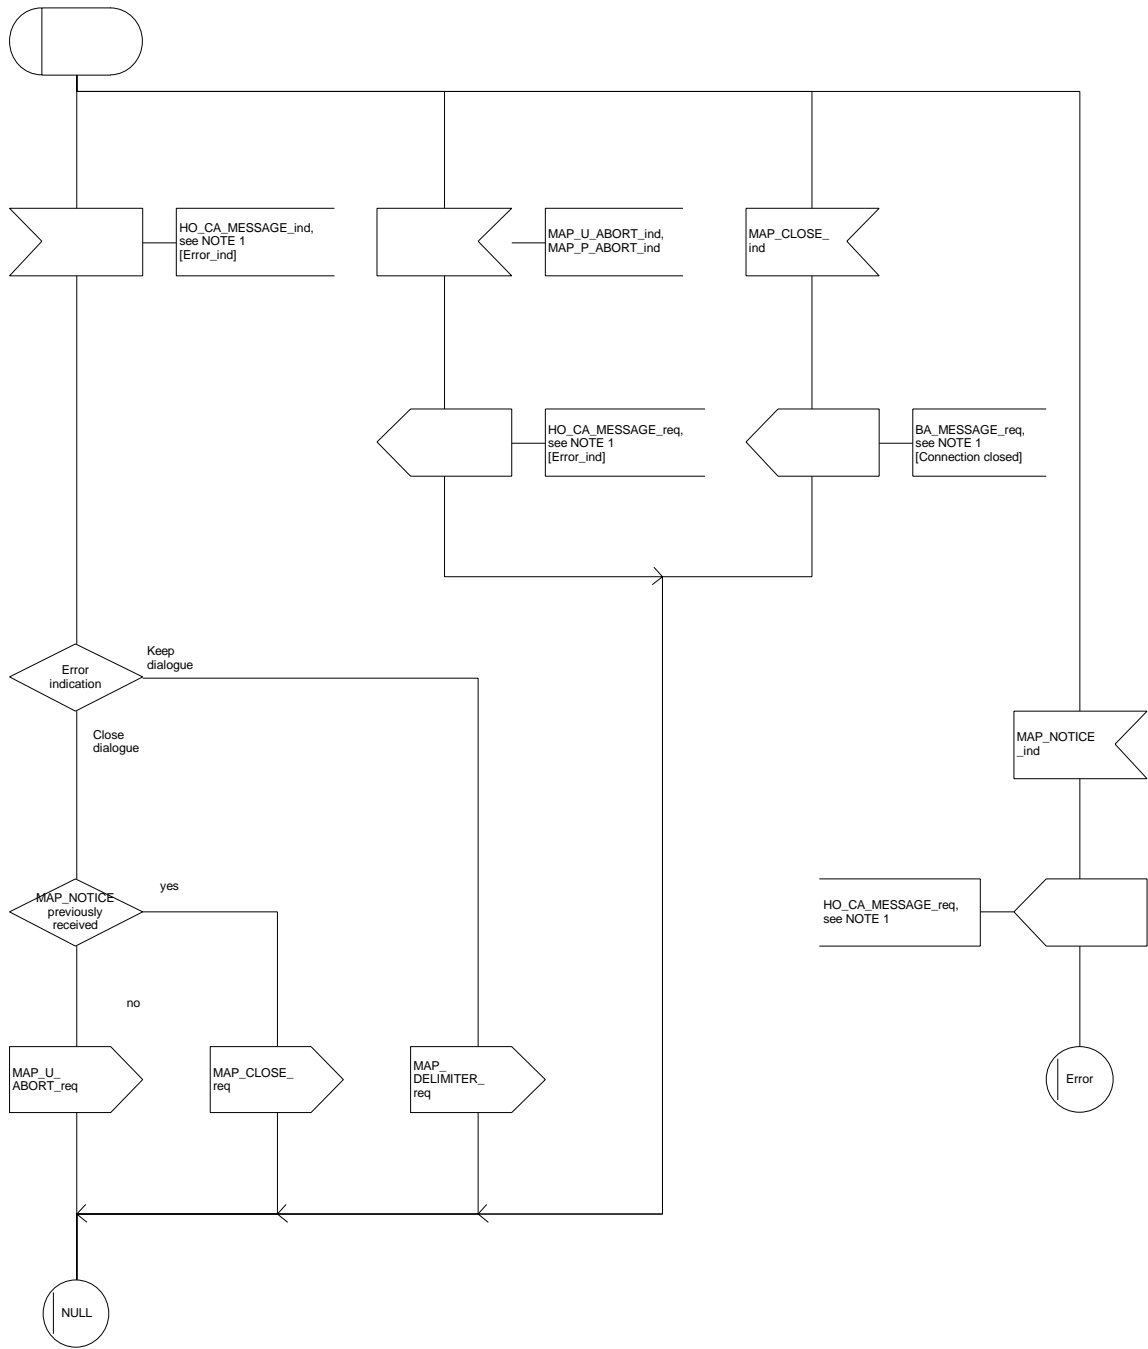 HO_CA_MESSAGE_ind,
see NOTE 1
[Error_ind]
MAP_U_ABORT_ind,
MAP_P_ABORT_ind
MAP_CLOSE_
ind
HO_CA_MESSAGE_req,
see NOTE 1
[Error_ind]
BA_MESSAGE_req,
see NOTE 1
[Connection closed]
Error
indication
Keep
dialogue
Close
dialogue
MAP_NOTICE
_ind
MAP_NOTICE
previously
received
yes
HO_CA_MESSAGE_req,
see NOTE 1
no
MAP_U_
ABORT_req
MAP_CLOSE_
req
MAP_
DELIMITER_
req
Error
NULL